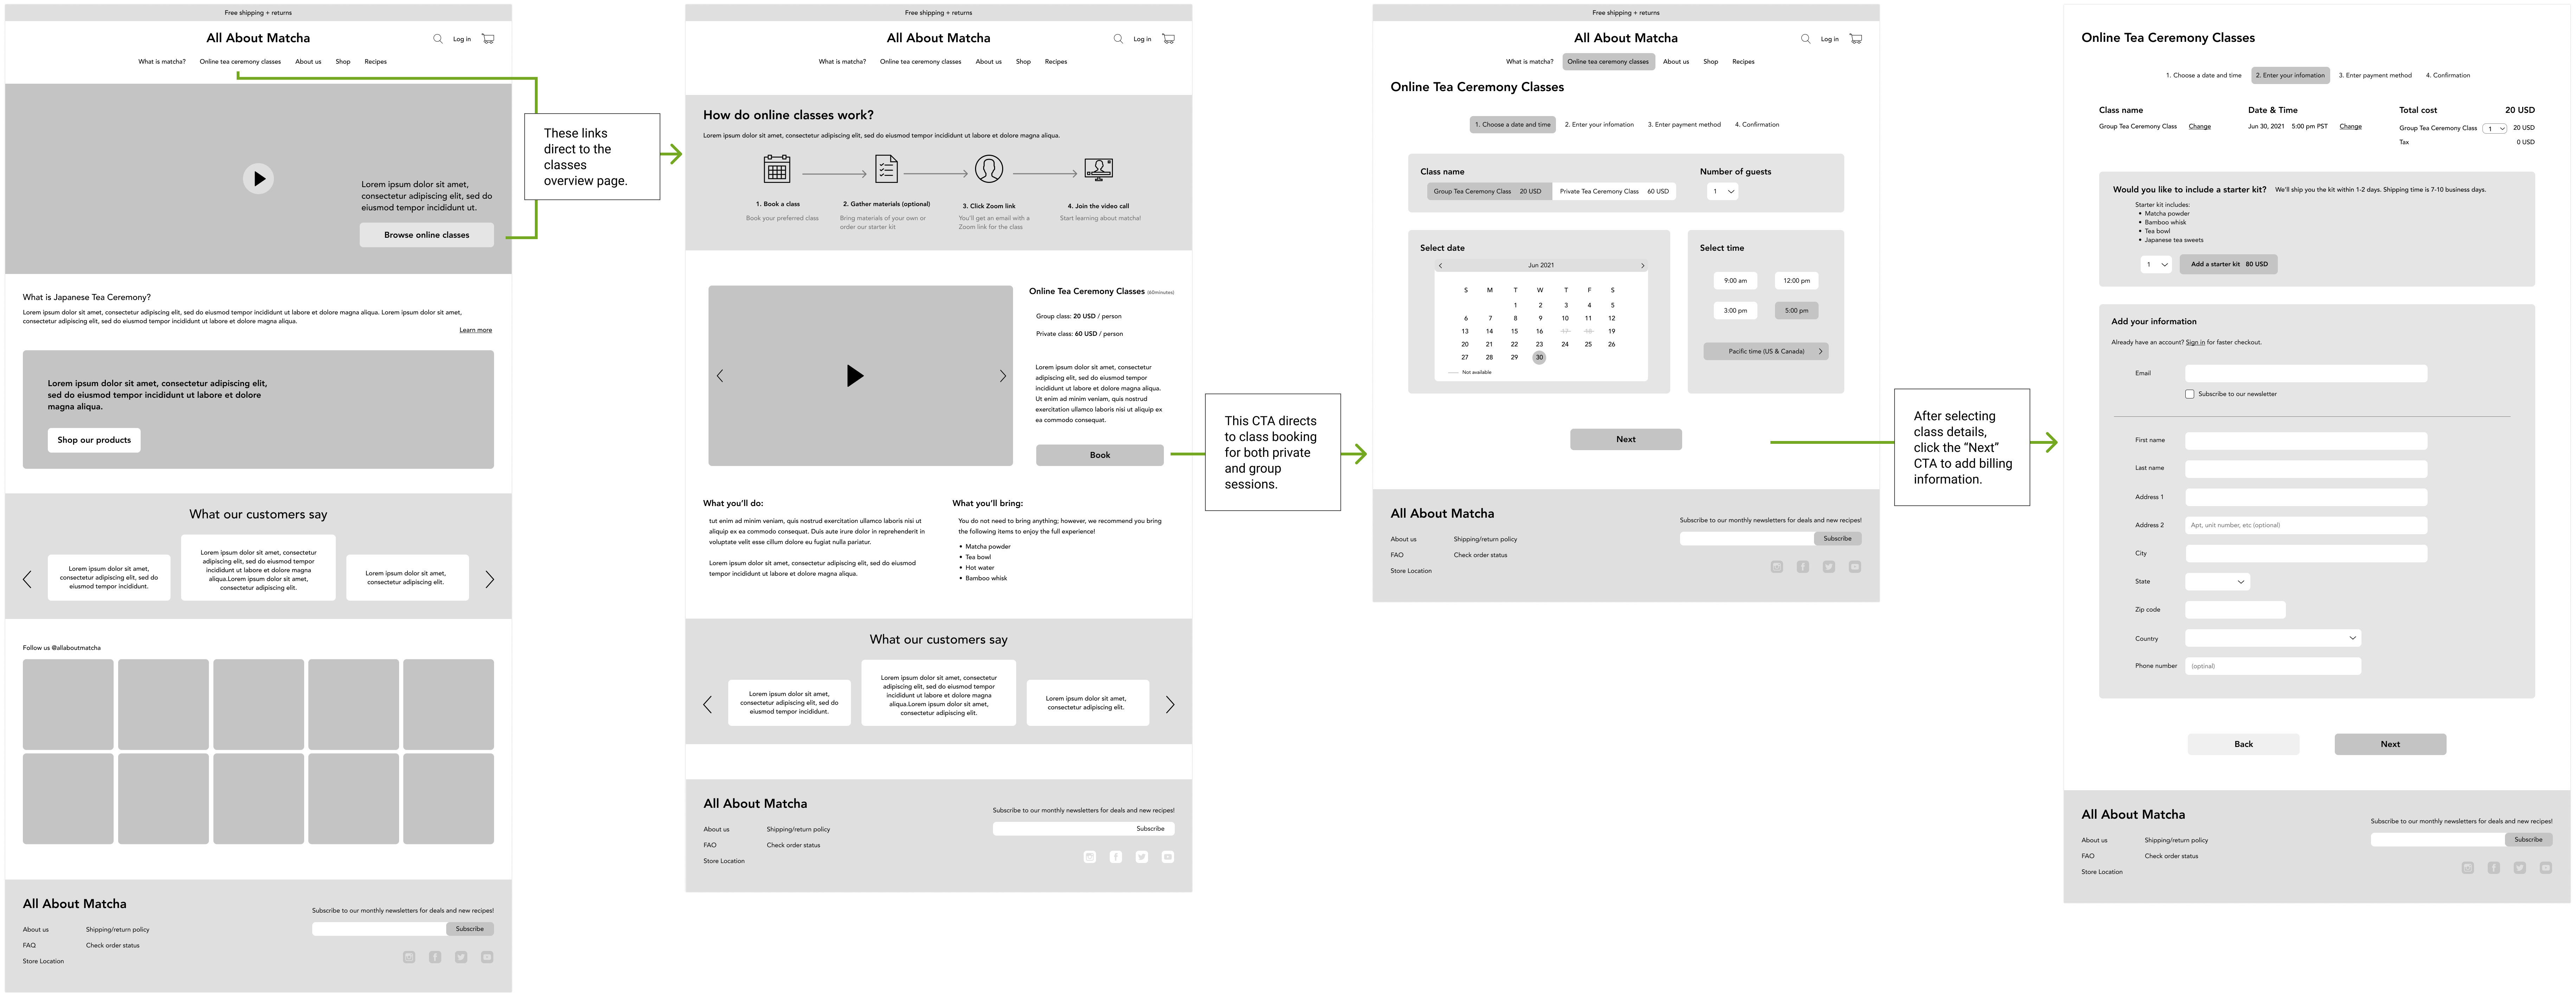 Free shipping + returns
All About Matcha
Log in
What is matcha?
Online tea ceremony classes
About us
Shop
Recipes
Lorem ipsum dolor sit amet,
consectetur adipiscing elit, sed do
eiusmod tempor incididunt ut.
Browse online classes
What is Japanese Tea Ceremony?
Lorem ipsum dolor sit amet, consectetur adipiscing elit, sed do eiusmod tempor incididunt ut labore et dolore magna aliqua. Lorem ipsum dolor sit amet,
consectetur adipiscing elit, sed do eiusmod tempor incididunt ut labore et dolore magna aliqua.
Learn more
Lorem ipsum dolor sit amet, consectetur adipiscing elit,
sed do eiusmod tempor incididunt ut labore et dolore
magna aliqua.
Shop our products
What our customers say
Lorem ipsum dolor sit amet,
consectetur adipiscing elit, sed do
eiusmod tempor incididunt.
Lorem ipsum dolor sit amet, consectetur
adipiscing elit, sed do eiusmod tempor
incididunt ut labore et dolore magna
aliqua.Lorem ipsum dolor sit amet,
consectetur adipiscing elit.
Lorem ipsum dolor sit amet,
consectetur adipiscing elit.
Follow us @allaboutmatcha
All About Matcha
About us
FAQ
Store Location
Shipping/return policy
Check order status
Subscribe to our monthly newsletters for deals and new recipes!
Subscribe
These links
direct to the
classes
overview page.
Free shipping + returns
All About Matcha
Log in
What is matcha?
Online tea ceremony classes
About us
Shop
Recipes
How do online classes work?
Lorem ipsum dolor sit amet, consectetur adipiscing elit, sed do eiusmod tempor incididunt ut labore et dolore magna aliqua.
1. Book a class
Book your preferred class
2. Gather materials (optional)
Bring materials of your own or
order our starter kit
3. Click Zoom link
You'll get an email with a
Zoom link for the class
4. Join the video call
Start learning about matcha!
Online Tea Ceremony Classes (60minutes)
Group class: 20 USD / person
Private class: 60 USD / person
Lorem ipsum dolor sit amet, consectetur
adipiscing elit, sed do eiusmod tempor
incididunt ut labore et dolore magna aliqua.
Ut enim ad minim veniam, quis nostrud
exercitation ullamco laboris nisi ut aliquip ex
ea commodo consequat.
Book
What you'll do:
tut enim ad minim veniam, quis nostrud exercitation ullamco laboris nisi ut
aliquip ex ea commodo consequat. Duis aute irure dolor in reprehenderit in
voluptate velit esse cillum dolore eu fugiat nulla pariatur.
Lorem ipsum dolor sit amet, consectetur adipiscing elit, sed do eiusmod
tempor incididunt ut labore et dolore magna aliqua.
What you'll bring:
You do not need to bring anything; however, we recommend you bring
the following items to enjoy the full experience!
• Matcha powder
• Tea bowl
• Hot water
• Bamboo whisk
What our customers say
Lorem ipsum dolor sit amet,
consectetur adipiscing elit, sed do
eiusmod tempor incididunt.
Lorem ipsum dolor sit amet, consectetur
adipiscing elit, sed do eiusmod tempor
incididunt ut labore et dolore magna
aliqua.Lorem ipsum dolor sit amet,
consectetur adipiscing elit.
Lorem ipsum dolor sit amet,
consectetur adipiscing elit.
All About Matcha
About us
FAO
Store Location
Shipping/return policy
Check order status
Subscribe to our monthly newsletters for deals and new recipes!
Subscribe
This CTA directs
to class booking
for both private
and group
sessions.
Free shipping + returns
All About Matcha
Log in
What is matcha?
Online tea ceremony classes
About us
Shop
Recipes
Online Tea Ceremony Classes
1. Choose a date and time
2. Enter your infomation
3. Enter payment method
4. Confirmation
Class name
Group Tea Ceremony Class 20 USD
Private Tea Ceremony Class 60 USD
Number of guests
1
Select date
Jun 2021
S M T W T F S
1 2 3 4 5
6 7 8 9 10 11 12
13 14 15 16 17 18 19
20 21 22 23 24 25 26
27 28 29 30
Not available
Select time
9:00 am
12:00 pm
3:00 pm
5:00 pm
Pacific time (US & Canada)
Next
All About Matcha
About us
FAO
Store Location
Shipping/return policy
Check order status
Subscribe to our monthly newsletters for deals and new recipes!
Subscribe
After selecting
class details,
click the “Next”
CTA to add billing
information.
Online Tea Ceremony Classes
1. Choose a date and time
2. Enter your infomation
3. Enter payment method
4. Confirmation
Class name
Group Tea Ceremony Class
Change
Date & Time
Jun 30, 2021 5:00 pm PST
Change
Total cost 20 USD
Group Tea Ceremony Class 1 20 USD
Tax 0 USD
Would you like to include a starter kit? We'll ship you the kit within 1-2 days. Shipping time is 7-10 business days.
Starter kit includes:
• Matcha powder
• Bamboo whisk
• Tea bowl
• Japanese tea sweets
1
Add a starter kit 80 USD
Add your information
Already have an account? Sign in for faster checkout.
Email
Subscribe to our newsletter
First name
Last name
Address 1
Address 2
Apt, unit number, etc (optional)
City
State
Zip code
Country
Phone number
(optinal)
Back
Next
All About Matcha
About us
FAO
Store Location
Shipping/return policy
Check order status
Subscribe to our monthly newsletters for deals and new recipes!
Subscribe